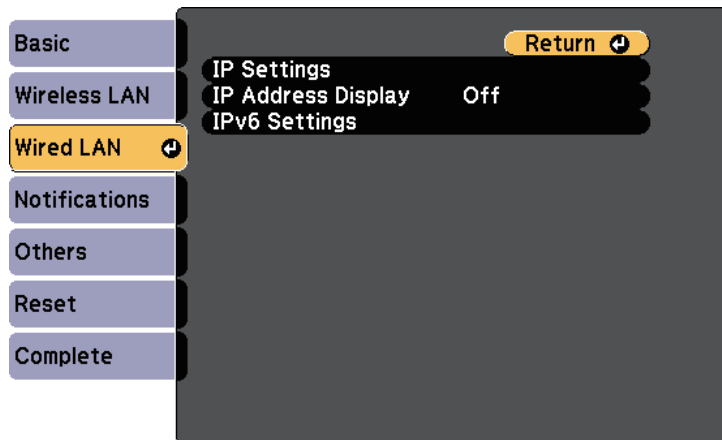 Basic
Wireless LAN
Wired LAN
Notifications
Others
Reset
Complete
Return
IP Settings
IP Address Display Off
IPv6 Settings